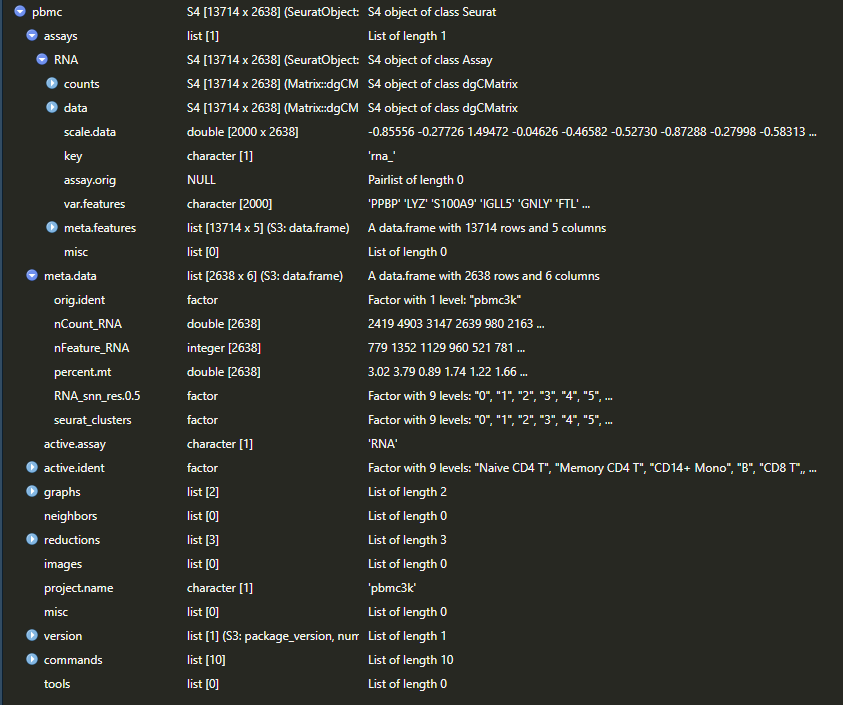 pbmc S4 [13714 x 2638] (SeuratObject: S4 object of class Seurat
assays list [1] List of length 1
RNA S4 [13714 x 2638] (SeuratObject: S4 object of class Assay
counts S4 [13714 x 2638] (Matrix::dgCM S4 object of class dgCMatrix
data S4 [13714 x 2638] (Matrix::dgCM S4 object of class dgCMatrix
scale.data double [2000 x 2638] -0.85556 -0.27726 1.49472 -0.04626 -0.46582 -0.52730 -0.87288 -0.27998 -0.58313 ...
key character [1] 'rna_'
assay.orig NULL Pairlist of length 0
var.features character [2000] 'PPBP' 'LYZ' 'S100A9' 'IGLL5' 'GNLY' 'FTL' ...
meta.features list [13714 x 5] (S3: data.frame) A data.frame with 13714 rows and 5 columns
misc list [0] List of length 0
meta.data list [2638 x 6] (S3: data.frame) A data.frame with 2638 rows and 6 columns
orig.ident factor Factor with 1 level: "pbmc3k"
nCount_RNA double [2638] 2419 4903 3147 2639 980 2163 ...
nFeature_RNA integer [2638] 779 1352 1129 960 521 781 ...
percent.mt double [2638] 3.02 3.79 0.89 1.74 1.22 1.66 ...
RNA_snn_res.0.5 factor Factor with 9 levels: "0", "1", "2", "3", "4", "5", ...
seurat_clusters factor Factor with 9 levels: "0", "1", "2", "3", "4", "5", ...
active.assay character [1] 'RNA'
active.ident factor Factor with 9 levels: "Naive CD4 T", "Memory CD4 T", "CD14+ Mono", "B", "CD8 T",, ...
graphs list [2] List of length 2
neighbors list [0] List of length 0
reductions list [3] List of length 3
images list [0] List of length 0
project.name character [1] 'pbmc3k'
misc list [0] List of length 0
version list [1] (S3: package_version, num List of length 1
commands list [10] List of length 10
tools list [0] List of length 0